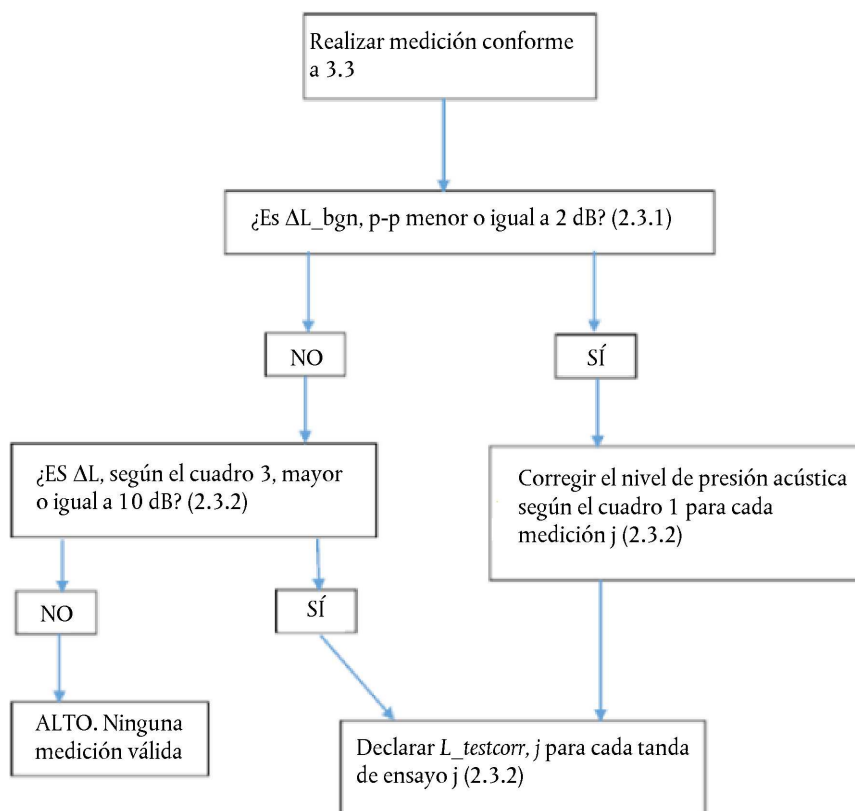 Realizar medición conforme
a 3.3
¿Es ΔL_bgn, p-p menor o igual a 2 dB? (2.3.1)
NO
SÍ
¿ES ΔL, según el cuadro 3, mayor
o igual a 10 dB? (2.3.2)
Corregir el nivel de presión acústica
según el cuadro 1 para cada
medición j (2.3.2)
NO
SÍ
ALTO. Ninguna
medición válida
Declarar L_testcorr, j para cada tanda
de ensayo j (2.3.2)